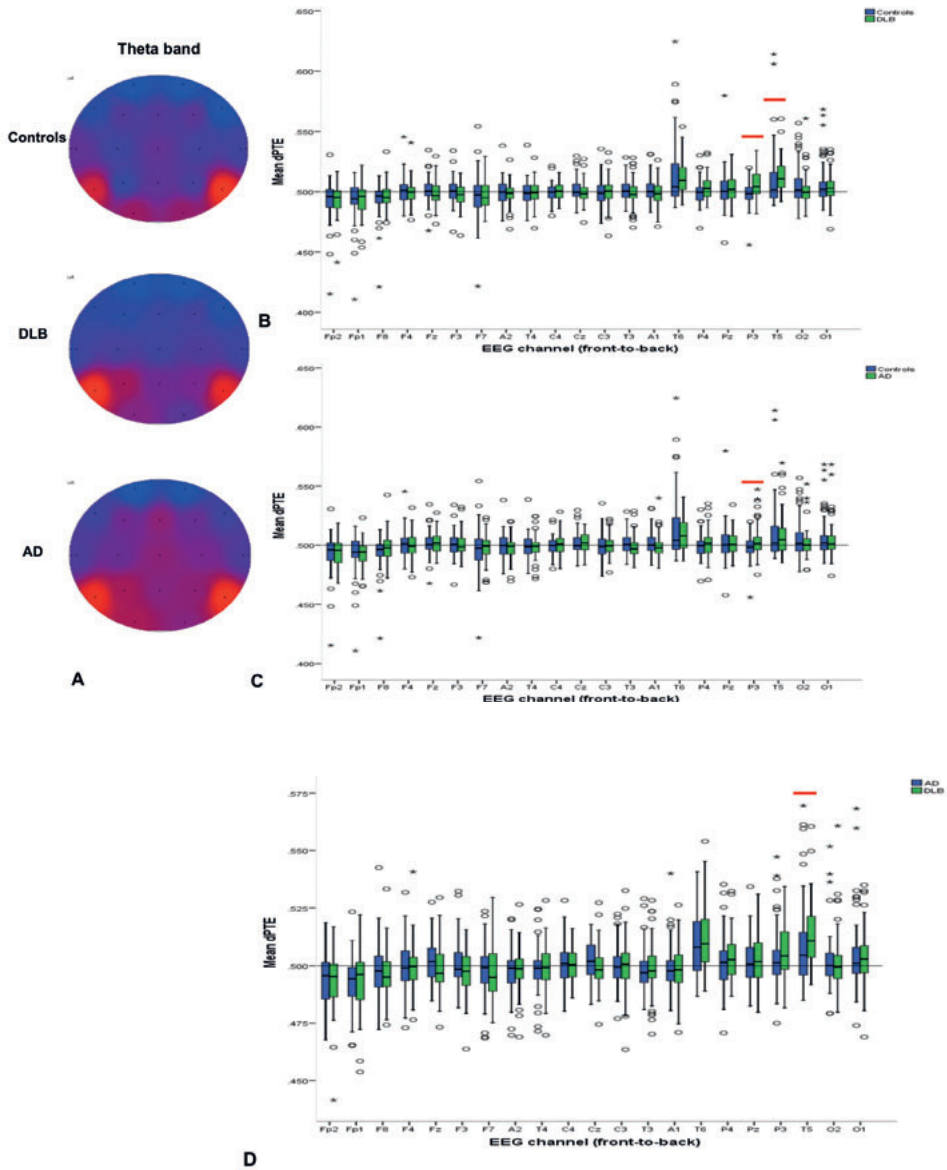 Theta band
Controls
DLB
AD
A
Controls
DLB
Mean dPTE
.650
.600
.550
.500
.450
.400
Fp2 Fp1 F8 F4 Fz F3 F7 A2 T4 C4 Cz C3 T3 A1 T6 P4 Pz P3 T5 O2 O1
EEG channel (front-to-back)
B
Controls
AD
Mean dPTE
.650
.600
.550
.500
.450
.400
Fp2 Fp1 F8 F4 Fz F3 F7 A2 T4 C4 Cz C3 T3 A1 T6 P4 Pz P3 T5 O2 O1
EEG channel (front-to-back)
C
AD
DLB
Mean dPTE
.575
.550
.525
.500
.475
.450
Fp2 Fp1 F8 F4 Fz F3 F7 A2 T4 C4 Cz C3 T3 A1 T6 P4 Pz P3 T5 O2 O1
EEG channel (front-to-back)
D